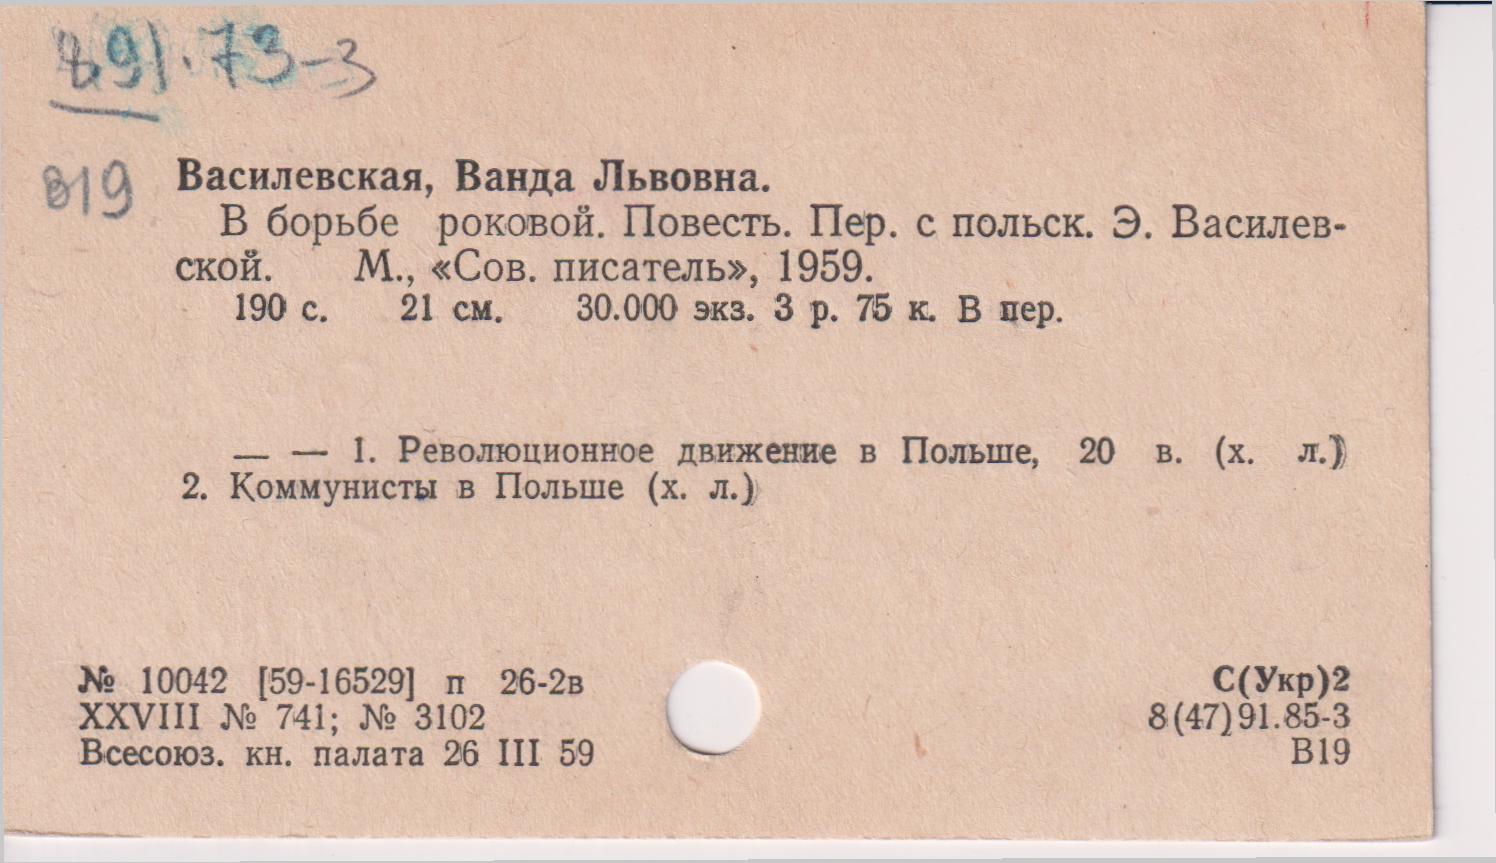 891.73-3
В19
Василевская, Ванда Львовна.
В борьбе роковой. Повесть. Пер. с польск. Э. Василев-
ской. М., «Сов. писатель», 1959.
190 с. 21 см. 30.000 экз. 3 р. 75 к. В пер.
— — 1. Революционное движение в Польше, 20 в. (х. л.)
2. Коммунисты в Польше (х. л.)
№ 10042 [59-16529] п 26-2в
XXVIII № 741; № 3102
Всесоюз. кн. палата 26 III 59
С(Укр)2
8(47)91.85-3
В19